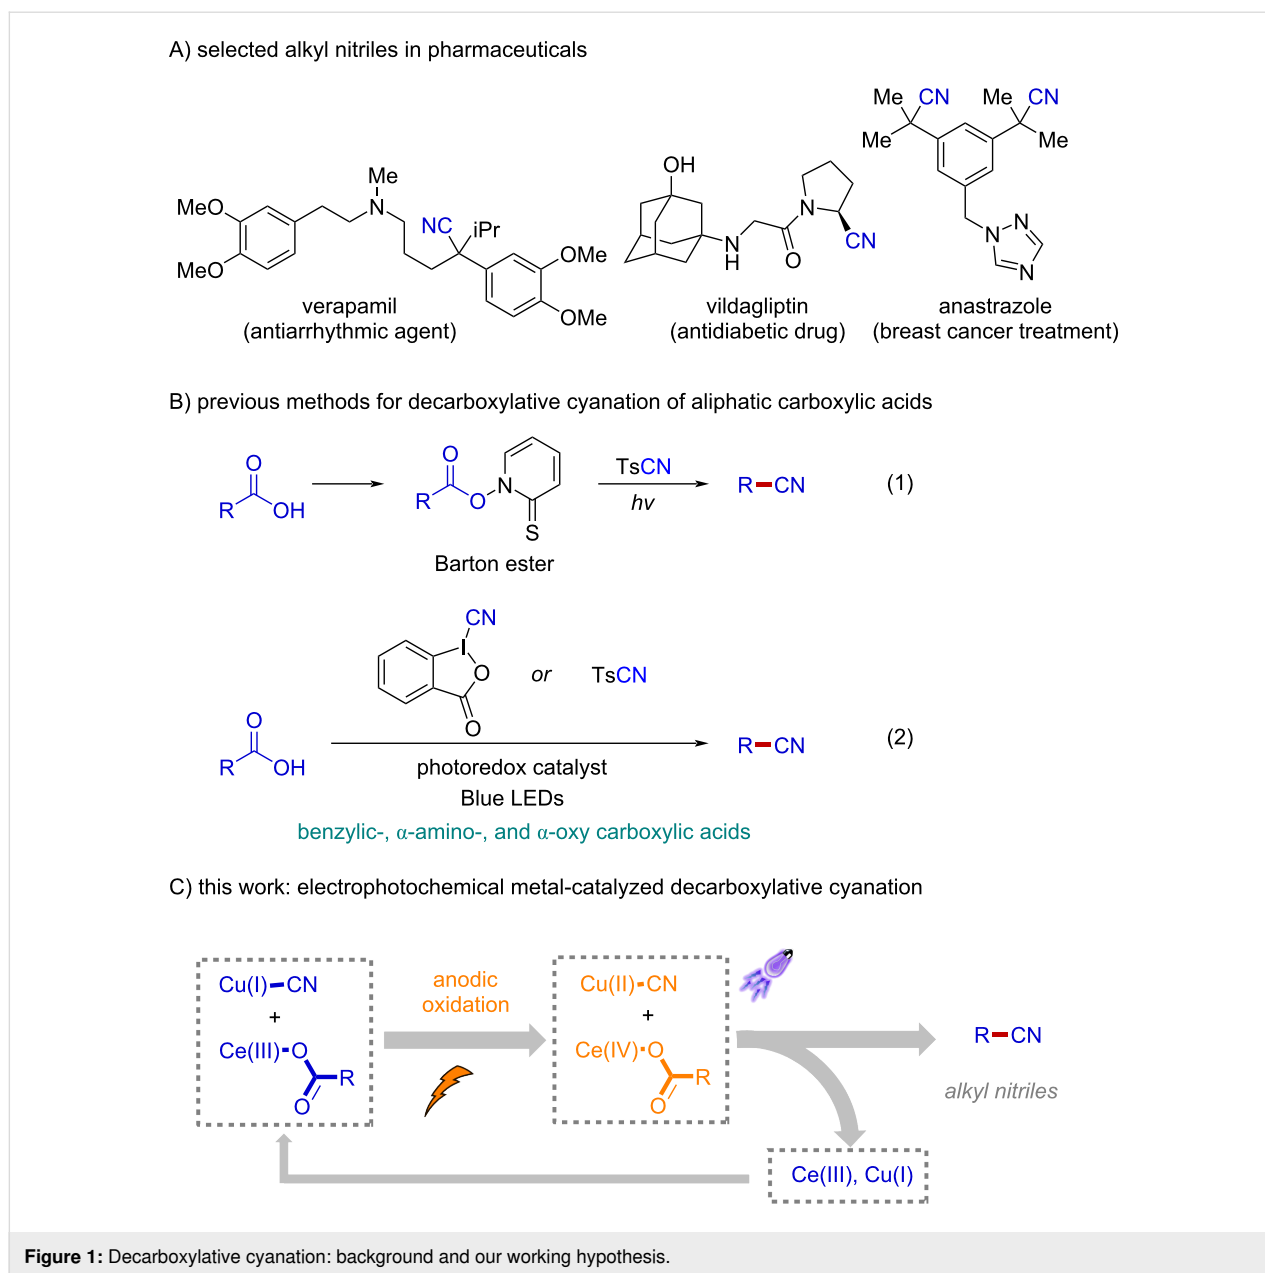 A) selected alkyl nitriles in pharmaceuticals
Me CN Me CN
Me Me
OH
Me
MeO N NC iPr N CN
MeO OMe N H O N N N
OMe
verapamil vildagliptin anastrazole
(antiarrhythmic agent) (antidiabetic drug) (breast cancer treatment)
B) previous methods for decarboxylative cyanation of aliphatic carboxylic acids
O O TsCN
R OH R O N S hv R CN (1)
Barton ester
CN
I O O or TsCN
O
R OH R CN (2)
photoredox catalyst
Blue LEDs
benzylic-, α-amino-, and α-oxy carboxylic acids
C) this work: electrophotochemical metal-catalyzed decarboxylative cyanation
Cu(I) CN anodic Cu(II) CN
+ oxidation + R CN
Ce(III) O Ce(IV) O
R R alkyl nitriles
O O
Ce(III), Cu(I)
Figure 1: Decarboxylative cyanation: background and our working hypothesis.